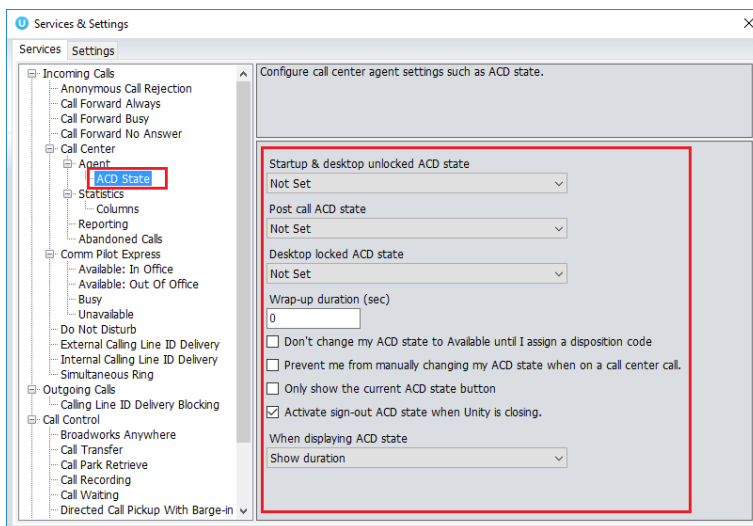 Services & Settings
Services Settings
Incoming Calls
Anonymous Call Rejection
Call Forward Always
Call Forward Busy
Call Forward No Answer
Call Center
Agent
ACD State
Statistics
Columns
Reporting
Abandoned Calls
Comm Pilot Express
Available: In Office
Available: Out Of Office
Busy
Unavailable
Do Not Disturb
External Calling Line ID Delivery
Internal Calling Line ID Delivery
Simultaneous Ring
Outgoing Calls
Calling Line ID Delivery Blocking
Call Control
Broadworks Anywhere
Call Transfer
Call Park Retrieve
Call Recording
Call Waiting
Directed Call Pickup With Barge-in
Configure call center agent settings such as ACD state.
Startup & desktop unlocked ACD state
Not Set
Post call ACD state
Not Set
Desktop locked ACD state
Not Set
Wrap-up duration (sec)
0
Don't change my ACD state to Available until I assign a disposition code
Prevent me from manually changing my ACD state when on a call center call.
Only show the current ACD state button
Activate sign-out ACD state when Unity is closing.
When displaying ACD state
Show duration